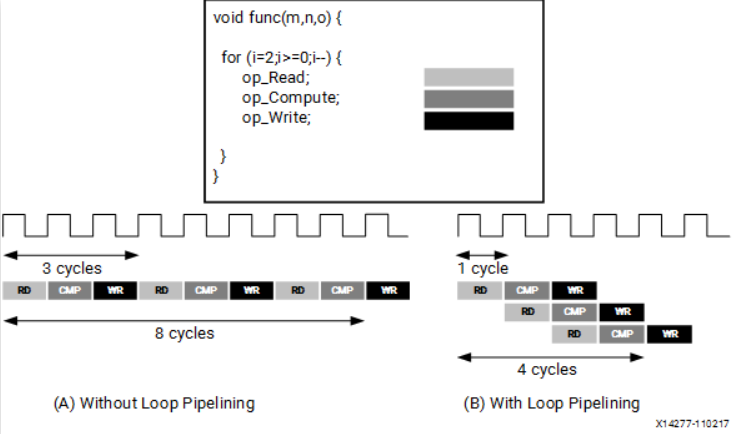 void func(m,n,o) {
for (i=2;i>=0;i--) {
op_Read;
op_Compute;
op_Write;
}
}
3 cycles
1 cycle
RD CMP WR RD CMP WR RD CMP WR
RD CMP WR
RD CMP WR
RD CMP WR
8 cycles
4 cycles
(A) Without Loop Pipelining
(B) With Loop Pipelining
X14277-110217